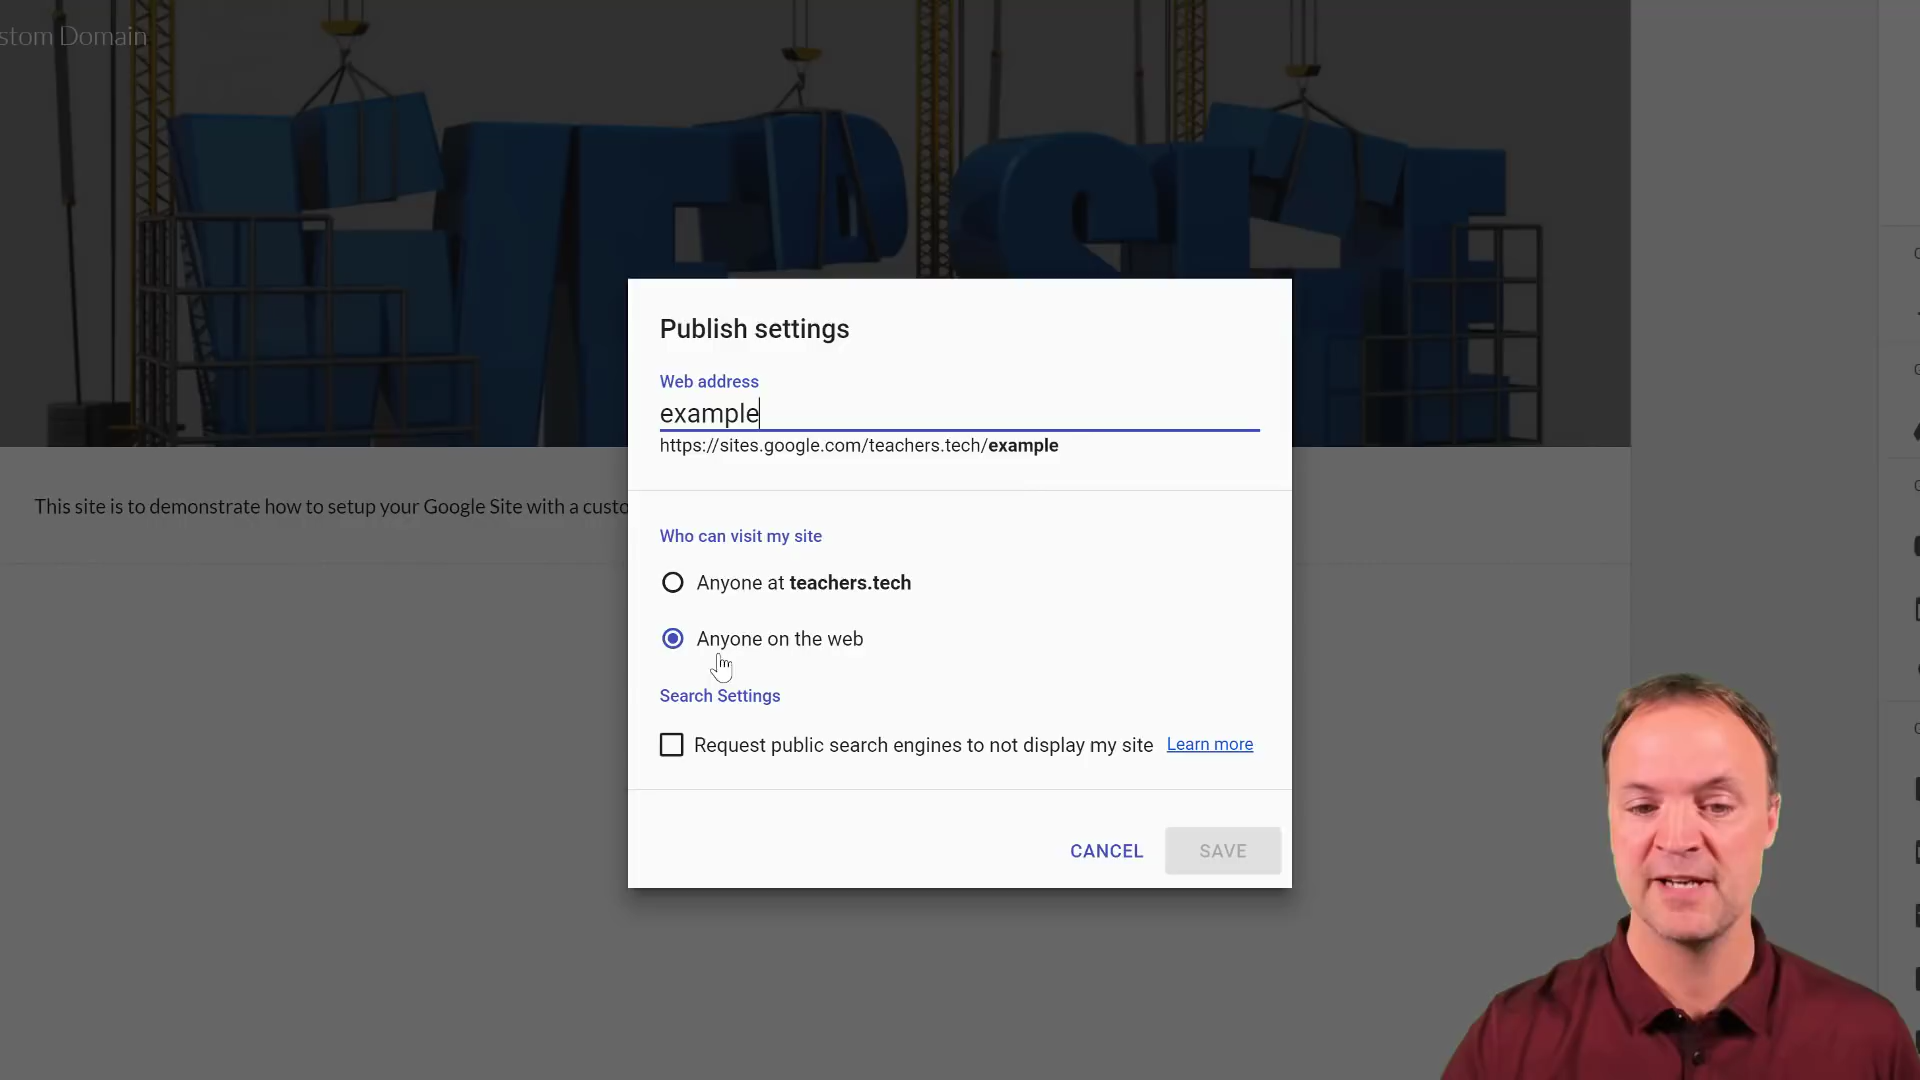 stom Domain
WEBSITE
Publish settings
Web address
example
https://sites.google.com/teachers.tech/example
This site is to demonstrate how to setup your Google Site with a custo
Who can visit my site
Anyone at teachers.tech
Anyone on the web
Search Settings
Request public search engines to not display my site Learn more
CANCEL SAVE